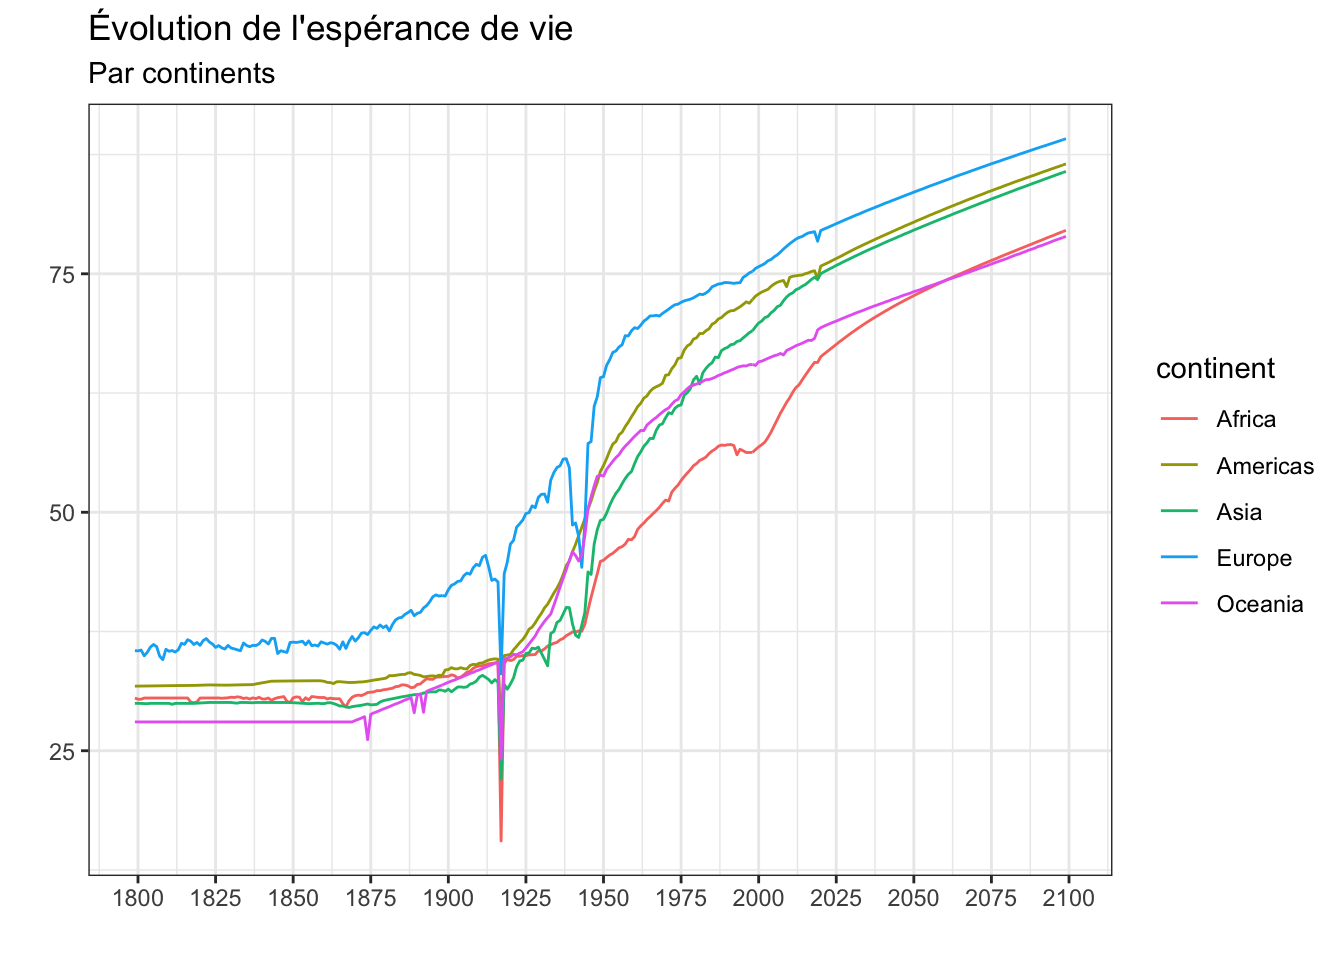 Évolution de l'espérance de vie
Par continents
75
50
25
1800 1825 1850 1875 1900 1925 1950 1975 2000 2025 2050 2075 2100
continent
Africa
Americas
Asia
Europe
Oceania